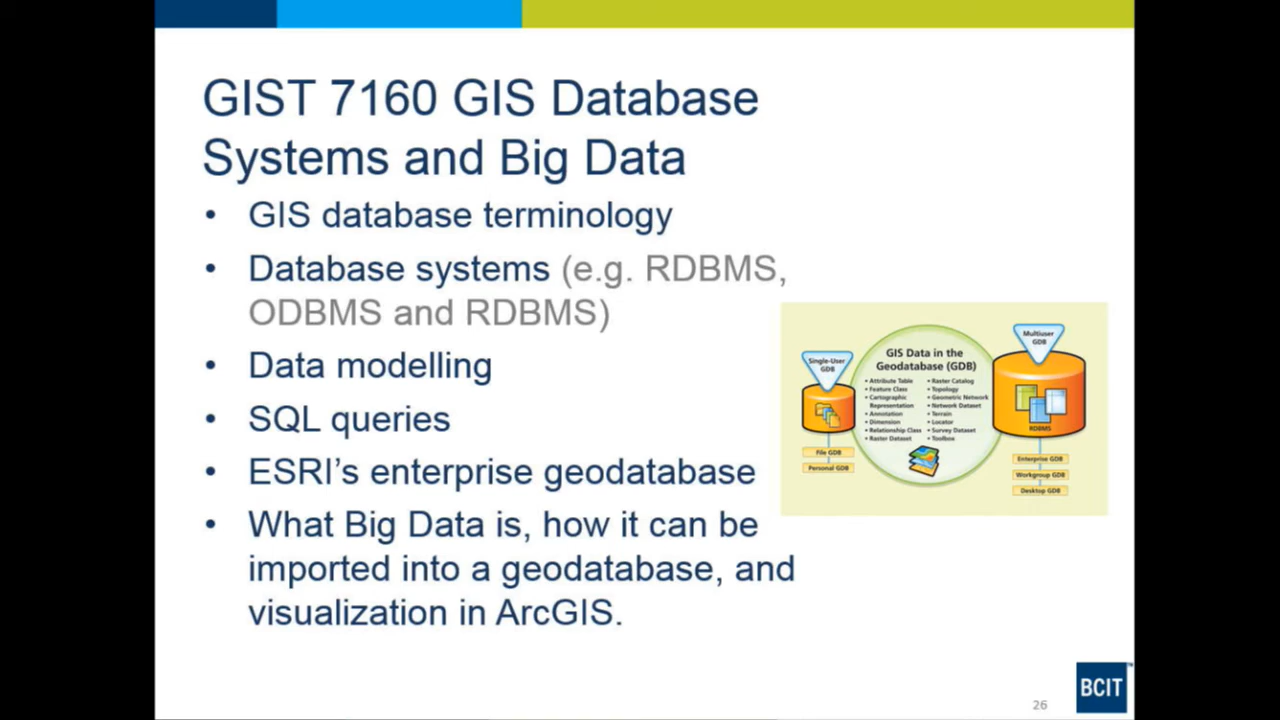 GIST 7160 GIS Database
Systems and Big Data
• GIS database terminology
• Database systems (e.g. RDBMS,
ODBMS and RDBMS)
• Data modelling
• SQL queries
• ESRI's enterprise geodatabase
• What Big Data is, how it can be
imported into a geodatabase, and
visualization in ArcGIS.
Single-User
GDB
File GDB
Personal GDB
GIS Data in the
Geodatabase (GDB)
• Attribute Table
• Feature Class
• Cartographic
Representation
• Annotation
• Dimension
• Relationship Class
• Raster Dataset
• Raster Catalog
• Topology
• Geometric Network
• Network Dataset
• Terrain
• Locator
• Survey Dataset
• Toolbox
Multiuser
GDB
RDBMS
Enterprise GDB
Workgroup GDB
Desktop GDB
26
BCIT